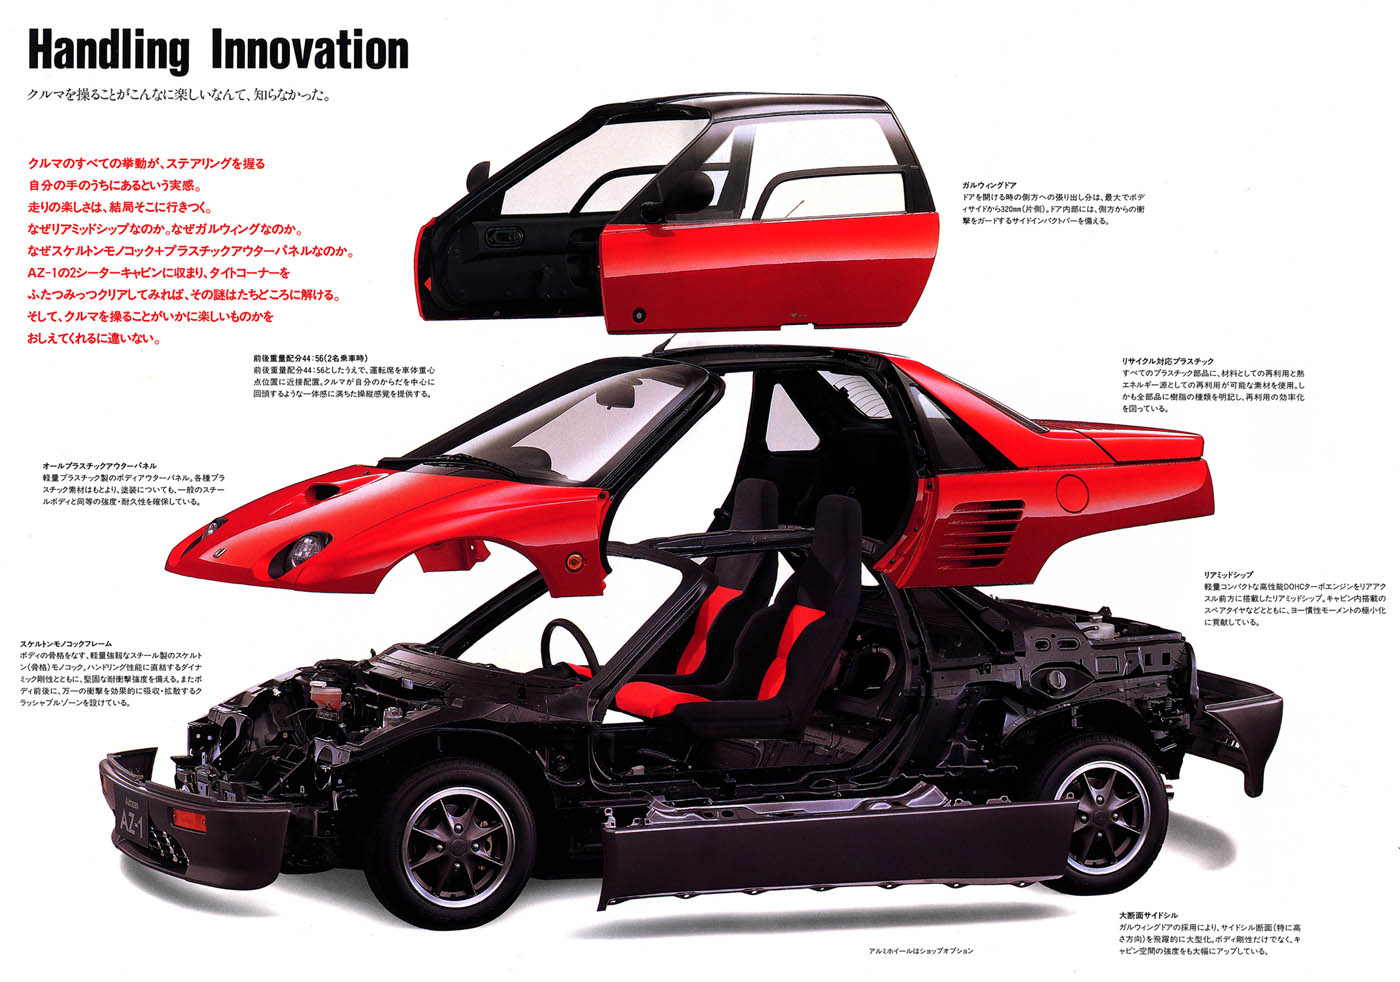 Handling Innovation
クルマを操ることがこんなに楽しいなんて、知らなかった。
クルマのすべての挙動が、ステアリングを握る
自分の手のうちにあるという実感。
走りの楽しさは、結局そこに行きつく。
なぜリアミッドシップなのか。なぜガルウィングなのか。
なぜスケルトンモノコック+プラスチックアウターパネルなのか。
AZ-1の2シーターキャビンに収まり、タイトコーナーを
ふたつみっつクリアしてみれば、その謎はたちどころに解ける。
そして、クルマを操ることがいかに楽しいものかを
おしえてくれるに違いない。
ガルウィングドア
ドアを開ける時の側方への張り出し分は、最大でボデ
ィサイドから320mm(片側)。ドア内部には、側方からの衝
撃をガードするサイドインパクトバーを備える。
前後重量配分44:56(2名乗車時)
前後重量配分44:56としたうえで、運転席を車体重心
点位置に近接配置。クルマが自分のからだを中心に
回頭するような一体感に満ちた操縦感覚を提供する。
リサイクル対応プラスチック
すべてのプラスチック部品に、材料としての再利用と熱
エネルギー源としての再利用が可能な素材を使用。し
かも全部品に樹脂の種類を明記し、再利用の効率化
を図っている。
オールプラスチックアウターパネル
軽量プラスチック製のボディアウターパネル。各種プラ
スチック素材はもとより、塗装についても、一般のスチー
ルボディと同等の強度・耐久性を確保している。
リアミッドシップ
軽量コンパクトな高性能DOHCターボエンジンをリアアク
スル前方に搭載したリアミッドシップ。キャビン内搭載の
スペアタイヤなどとともに、ヨー慣性モーメントの極小化
に貢献している。
スケルトンモノコックフレーム
ボディの骨格をなす、軽量強靱なスチール製のスケルト
ン(骨格)モノコック。ハンドリング性能に直結するダイナ
ミック剛性とともに、堅固な耐衝撃強度を備える。またボ
ディ前後に、万一の衝撃を効果的に吸収・拡散するク
ラッシャブルゾーンを設けている。
Autozam
AZ-1
大断面サイドシル
ガルウィングドアの採用により、サイドシル断面(特に高
さ方向)を飛躍的に大型化。ボディ剛性だけでなく、キ
ャビン空間の強度をも大幅にアップしている。
アルミホイールはショップオプション